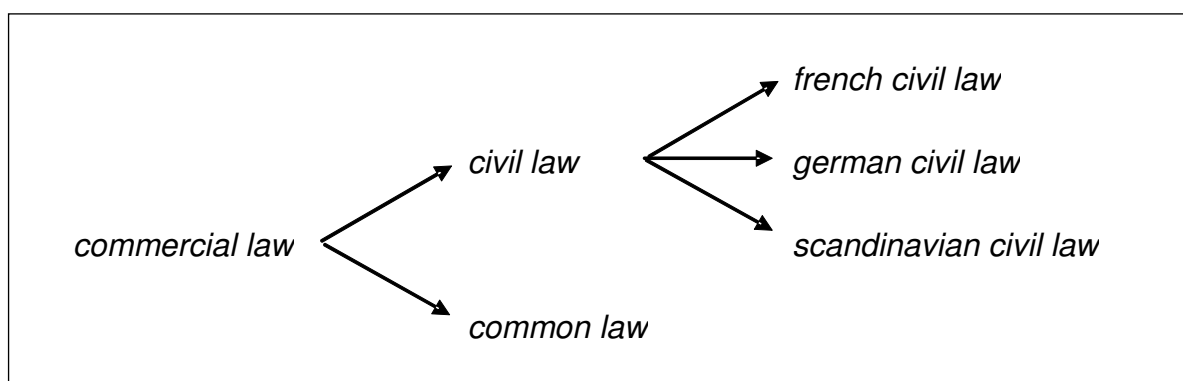 french civil law
civil law
german civil law
commercial law
scandinavian civil law
common law